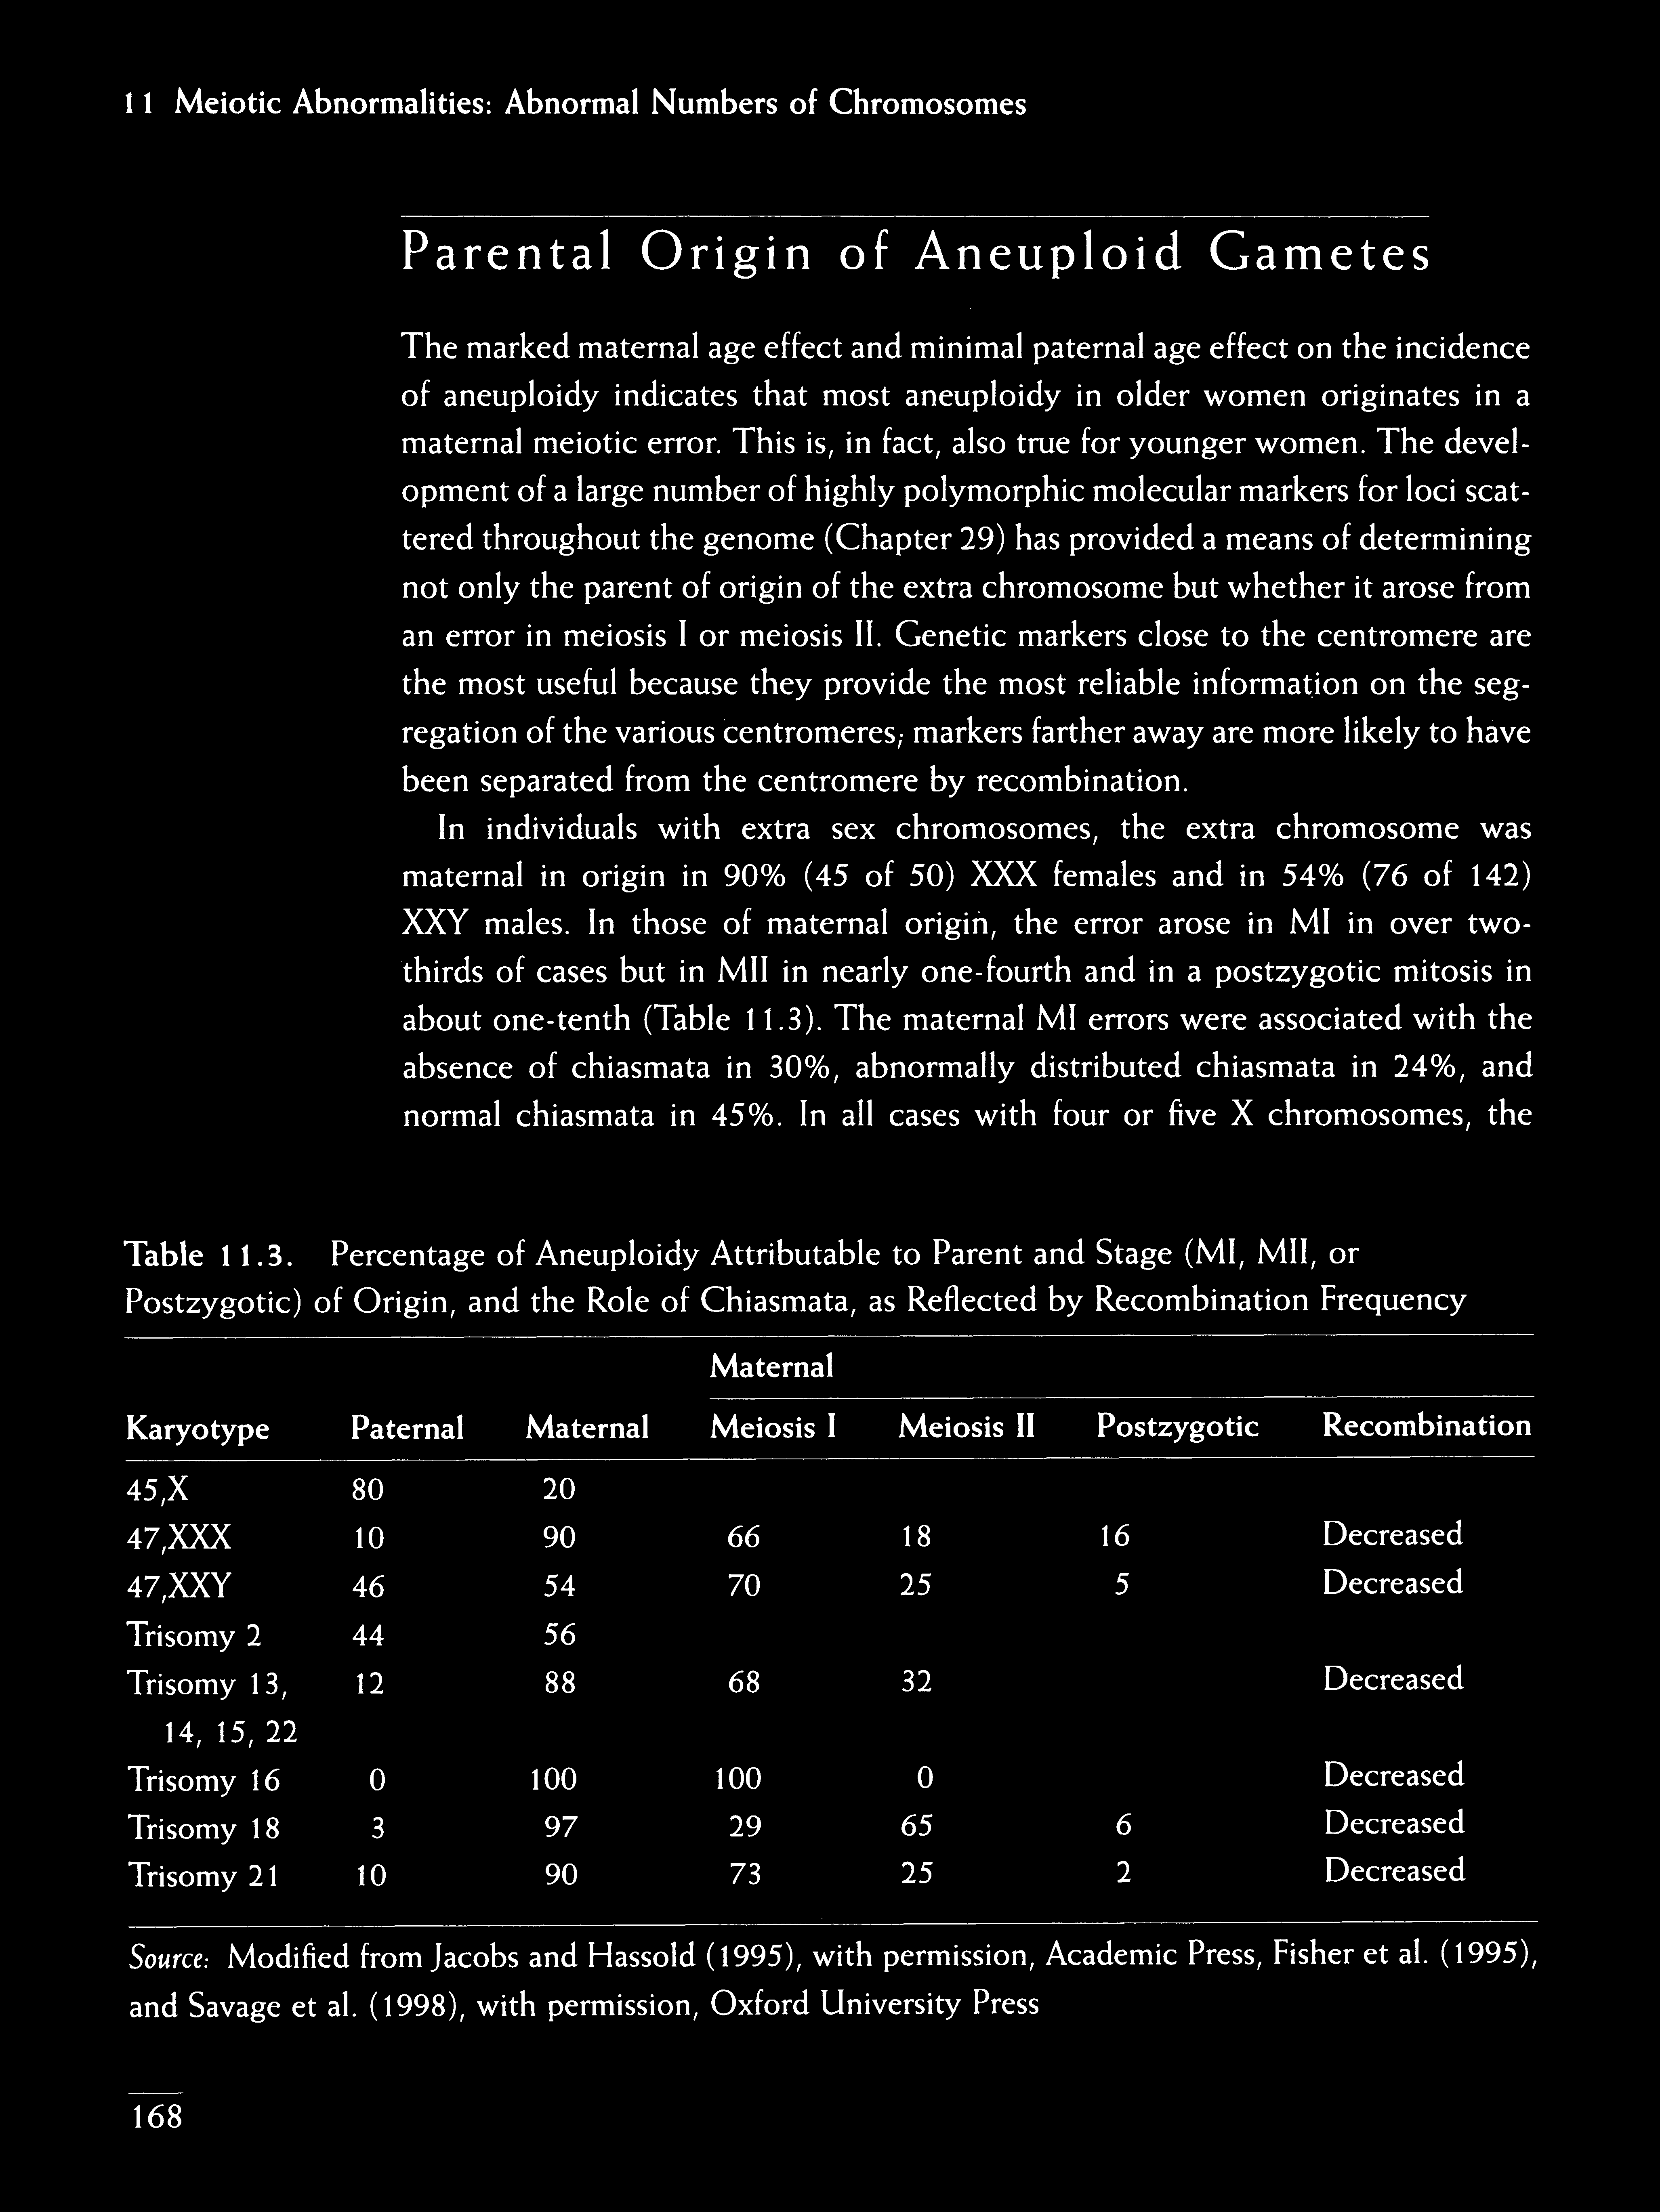 11 Meiotic Abnormalities: Abnormal Numbers of Chromosomes
Parental Origin of Aneuploid Gametes
The marked maternal age effect and minimal paternal age effect on the incidence
of aneuploidy indicates that most aneuploidy in older women originates in a
maternal meiotic error. This is, in fact, also true for younger women. The devel-
opment of a large number of highly polymorphic molecular markers for loci scat-
tered throughout the genome (Chapter 29) has provided a means of determining
not only the parent of origin of the extra chromosome but whether it arose from
an error in meiosis I or meiosis II. Genetic markers close to the centromere are
the most useful because they provide the most reliable information on the seg-
regation of the various centromeres; markers farther away are more likely to have
been separated from the centromere by recombination.
In individuals with extra sex chromosomes, the extra chromosome was
maternal in origin in 90% (45 of 50) XXX females and in 54% (76 of 142)
XXY males. In those of maternal origin, the error arose in MI in over two-
thirds of cases but in MII in nearly one-fourth and in a postzygotic mitosis in
about one-tenth (Table 11.3). The maternal MI errors were associated with the
absence of chiasmata in 30%, abnormally distributed chiasmata in 24%, and
normal chiasmata in 45%. In all cases with four or five X chromosomes, the
Table 11.3. Percentage of Aneuploidy Attributable to Parent and Stage (MI, MII, or
Postzygotic) of Origin, and the Role of Chiasmata, as Reflected by Recombination Frequency
Maternal
Karyotype Paternal Maternal Meiosis I Meiosis II Postzygotic Recombination
45,X 80 20
47,XXX 10 90 66 18 16 Decreased
47,XXY 46 54 70 25 5 Decreased
Trisomy 2 44 56
Trisomy 13, 12 88 68 32 Decreased
14, 15, 22
Trisomy 16 0 100 100 0 Decreased
Trisomy 18 3 97 29 65 6 Decreased
Trisomy 21 10 90 73 25 2 Decreased
Source: Modified from Jacobs and Hassold (1995), with permission, Academic Press, Fisher et al. (1995),
and Savage et al. (1998), with permission, Oxford University Press
168